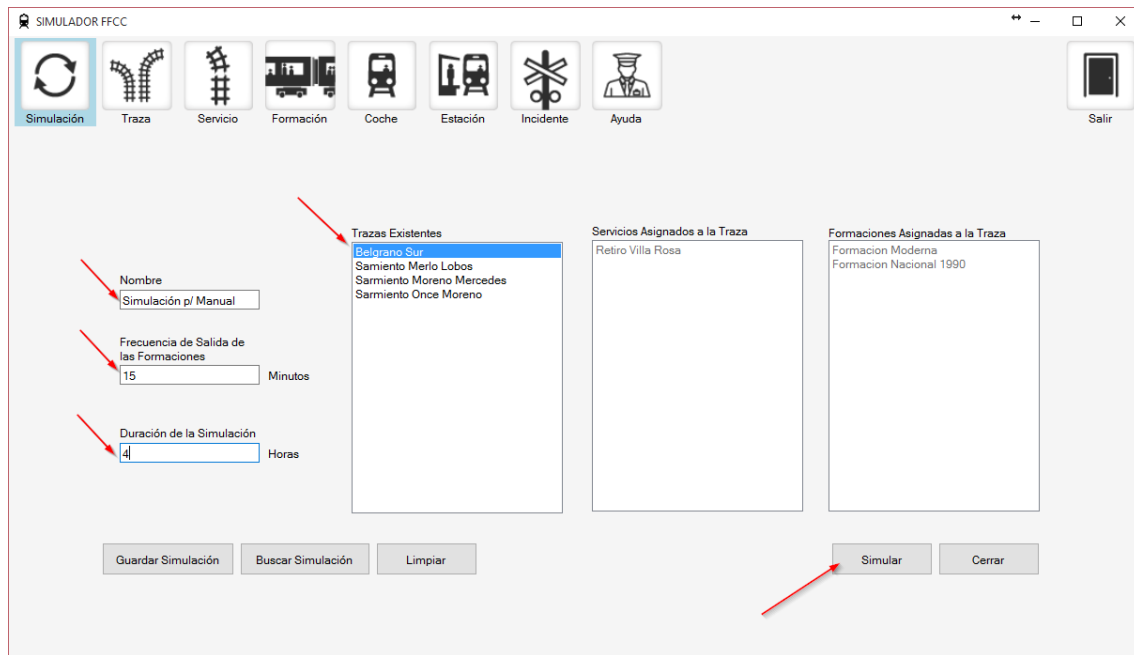 SIMULADOR FFCC
Simulación
Traza
Servicio
Formación
Coche
Estación
Incidente
Ayuda
Salir
Nombre
Simulación p/ Manual
Frecuencia de Salida de
las Formaciones
15
Minutos
Duración de la Simulación
4
Horas
Trazas Existentes
Belgrano Sur
Samiento Merlo Lobos
Sarmiento Moreno Mercedes
Sarmiento Once Moreno
Servicios Asignados a la Traza
Retiro Villa Rosa
Formaciones Asignadas a la Traza
Formacion Moderna
Formacion Nacional 1990
Guardar Simulación
Buscar Simulación
Limpiar
Simular
Cerrar